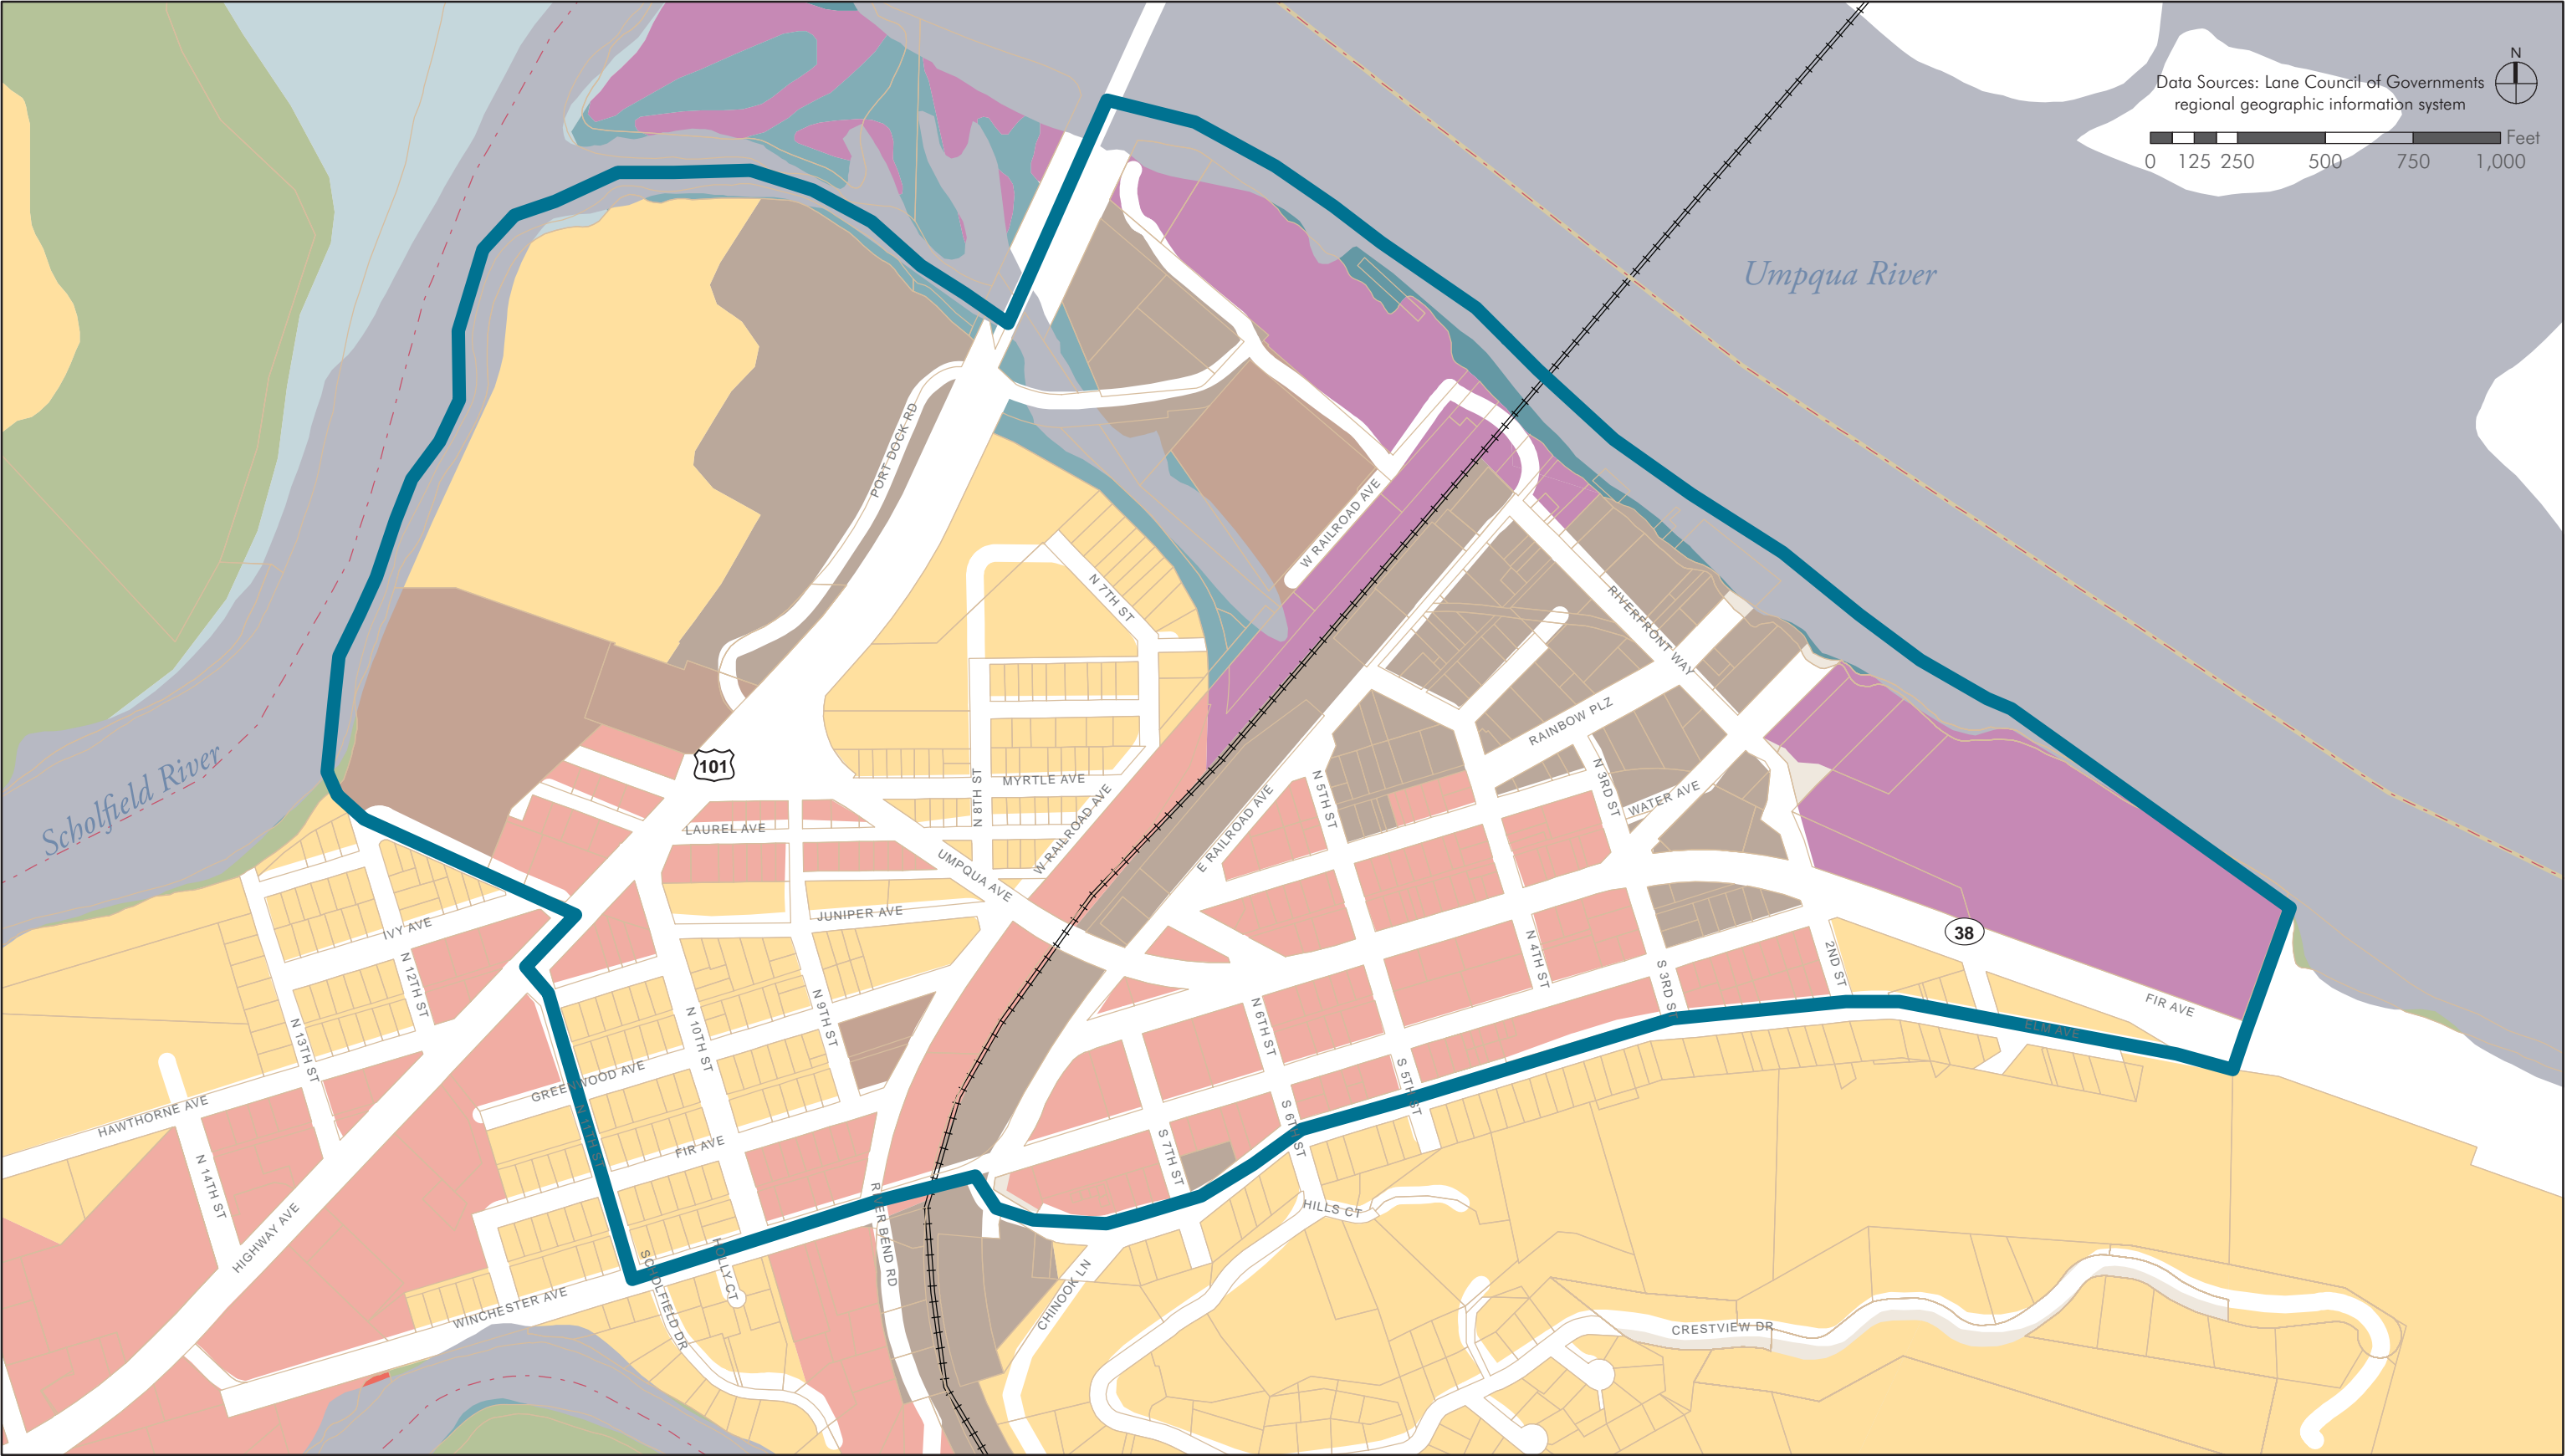 N
Data Sources: Lane Council of Governments
regional geographic information system
Feet
0 125 250 500 750 1,000
Umpqua River
PORT DOCK RD
W RAILROAD AVE
N 7TH ST
RIVERFRONT WAY
RAINBOW PLZ
101
Scholfield River
MYRTLE AVE
N 8TH ST
LAUREL AVE
W RAILROAD AVE
E RAILROAD AVE
N 5TH ST
N 3RD ST
WATER AVE
UMPQUA AVE
JUNIPER AVE
IVY AVE
38
N 12TH ST
N 4TH ST
2ND ST
S 3RD ST
FIR AVE
ELM AVE
N 13TH ST
N 10TH ST
N 9TH ST
N 6TH ST
S 5TH ST
GREENWOOD AVE
HAWTHORNE AVE
N 11TH ST
FIR AVE
S 6TH ST
S 7TH ST
N 14TH ST
HIGHWAY AVE
RIVER BEND RD
HILLS CT
HOLLY CT
SCHOLFIELD DR
WINCHESTER AVE
CHINOOK LN
CRESTVIEW DR